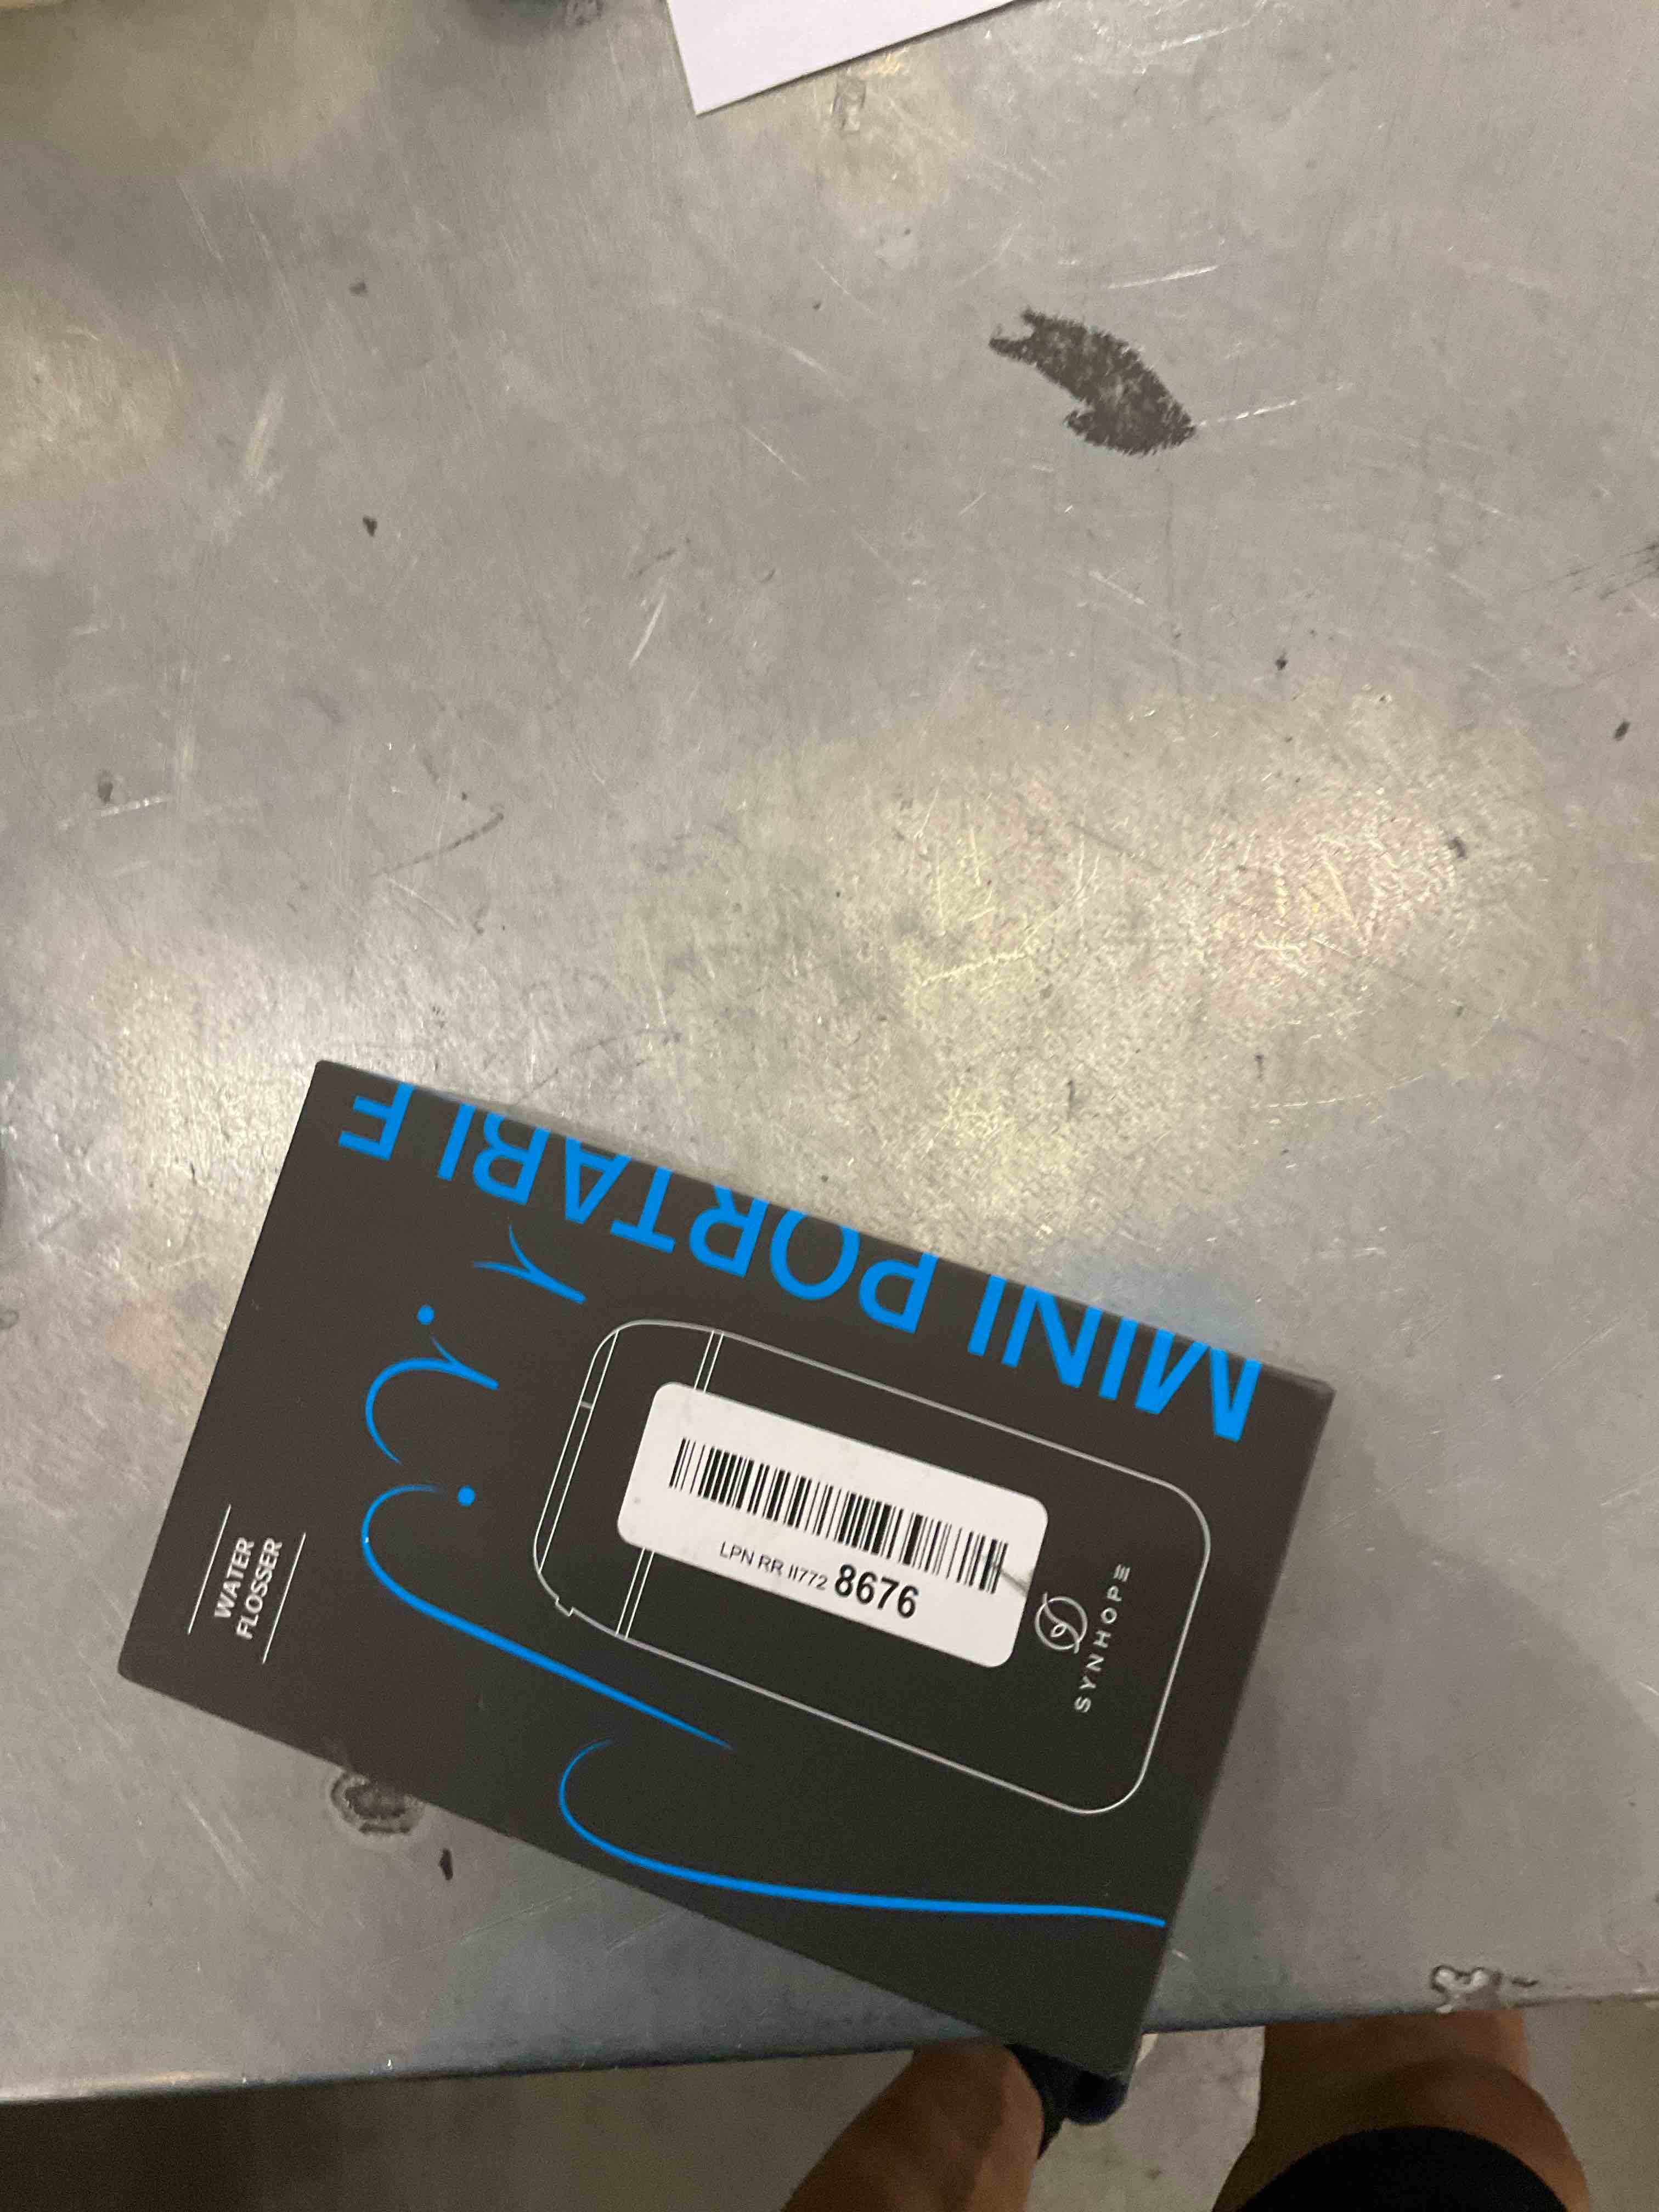 MINI PORTABLE
WATER
FLOSSER
LPN RR II772 8676
SYNHOPE